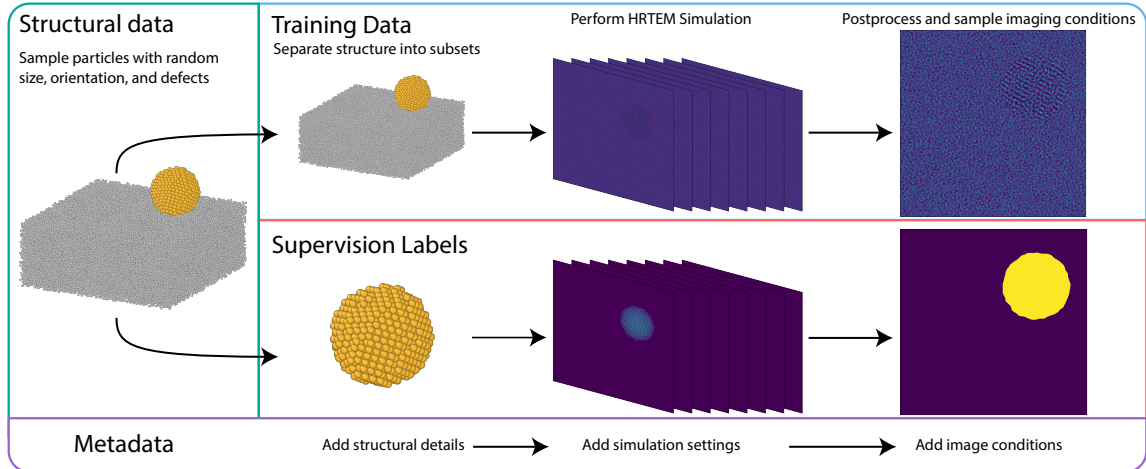 Structural data
Sample particles with random
size, orientation, and defects
Training Data
Separate structure into subsets
Perform HRTEM Simulation
Postprocess and sample imaging conditions
Supervision Labels
Metadata
Add structural details
Add simulation settings
Add image conditions